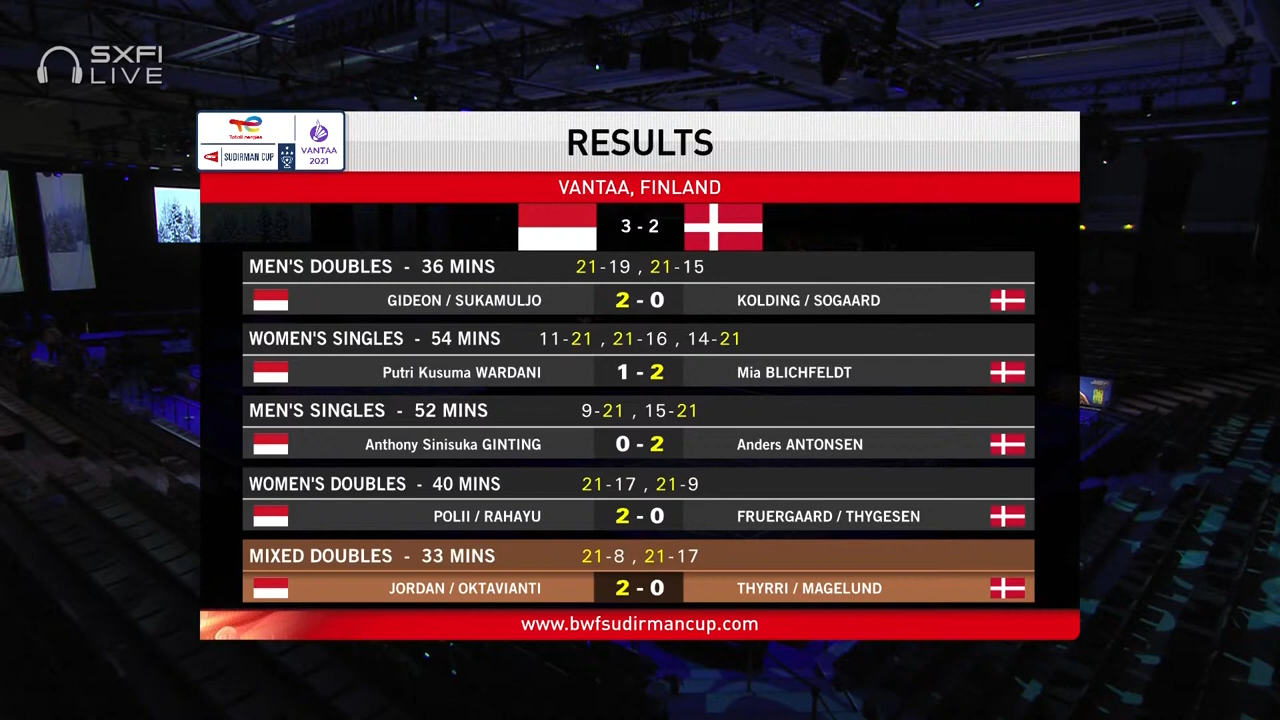 SXFI
LIVE
TotalEnergies
SUDIRMAN CUP
VANTAA
2021
RESULTS
VANTAA, FINLAND
3 - 2
MEN'S DOUBLES - 36 MINS 21-19 , 21-15
GIDEON / SUKAMULJO 2 - 0 KOLDING / SOGAARD
WOMEN'S SINGLES - 54 MINS 11-21 , 21-16 , 14-21
Putri Kusuma WARDANI 1 - 2 Mia BLICHFELDT
MEN'S SINGLES - 52 MINS 9-21 , 15-21
Anthony Sinisuka GINTING 0 - 2 Anders ANTONSEN
WOMEN'S DOUBLES - 40 MINS 21-17 , 21-9
POLII / RAHAYU 2 - 0 FRUERGAARD / THYGESEN
MIXED DOUBLES - 33 MINS 21-8 , 21-17
JORDAN / OKTAVIANTI 2 - 0 THYRRI / MAGELUND
www.bwfsudirmancup.com